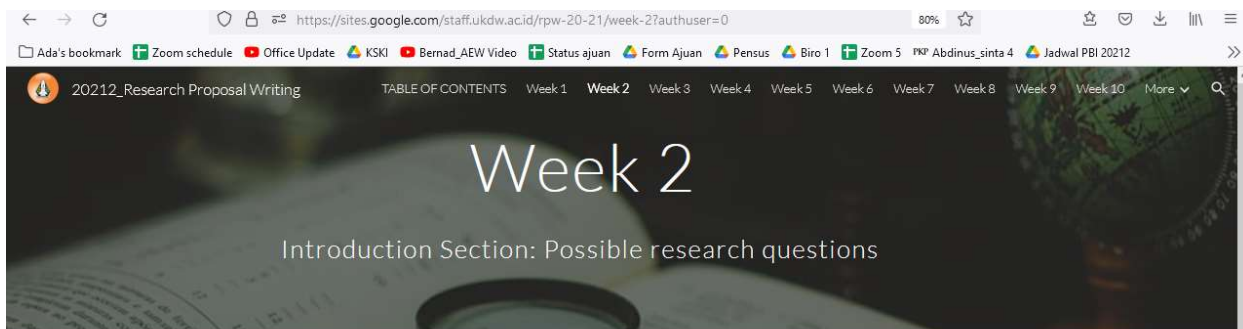 https://sites.google.com/staff.ukdw.ac.id/rpw-20-21/week-2?authuser=0 80%
Ada's bookmark Zoom schedule Office Update KSKI Bernad_AEW Video Status ajuan Form Ajuan Pensus Biro 1 Zoom 5 PKP Abdinus_sinta 4 Jadwal PBI 20212
20212_Research Proposal Writing TABLE OF CONTENTS Week 1 Week 2 Week 3 Week 4 Week 5 Week 6 Week 7 Week 8 Week 9 Week 10 More
Week 2
Introduction Section: Possible research questions